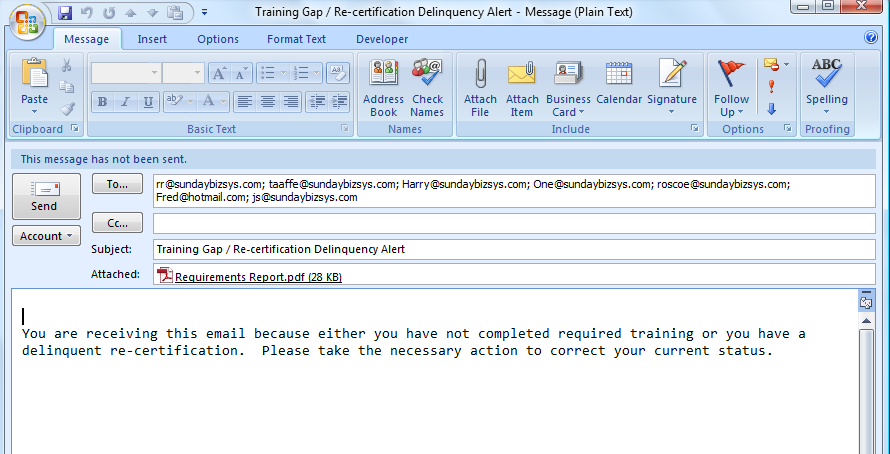 Training Gap / Re-certification Delinquency Alert - Message (Plain Text)
Message Insert Options Format Text Developer
Paste
Clipboard
B I U ab A
Basic Text
Address Book
Check Names
Names
Attach File
Attach Item
Business Card
Calendar
Signature
Include
Follow Up
Options
ABC
Spelling
Proofing
This message has not been sent.
Send
Account
To... rr@sundaybizsys.com; taaffe@sundaybizsys.com; Harry@sundaybizsys.com; One@sundaybizsys.com; roscoe@sundaybizsys.com;
Fred@hotmail.com; js@sundaybizsys.com
Cc...
Subject: Training Gap / Re-certification Delinquency Alert
Attached: Requirements Report.pdf (28 KB)
You are receiving this email because either you have not completed required training or you have a
delinquent re-certification.  Please take the necessary action to correct your current status.